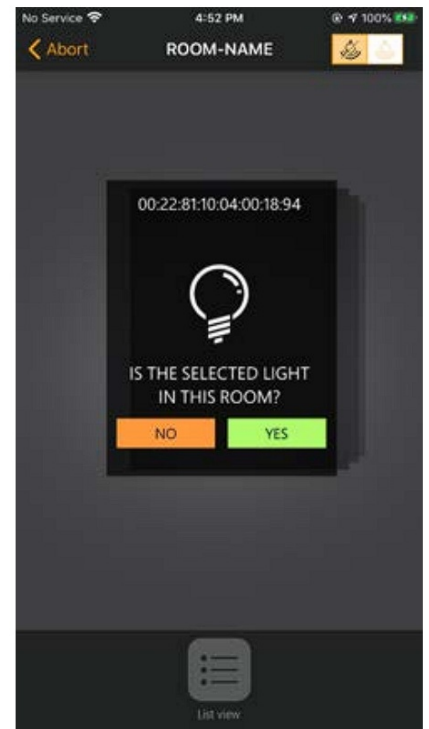 No Service 4:52 PM 100%
Abort ROOM-NAME
00:22:81:10:04:00:18:94
IS THE SELECTED LIGHT
IN THIS ROOM?
NO YES
List view